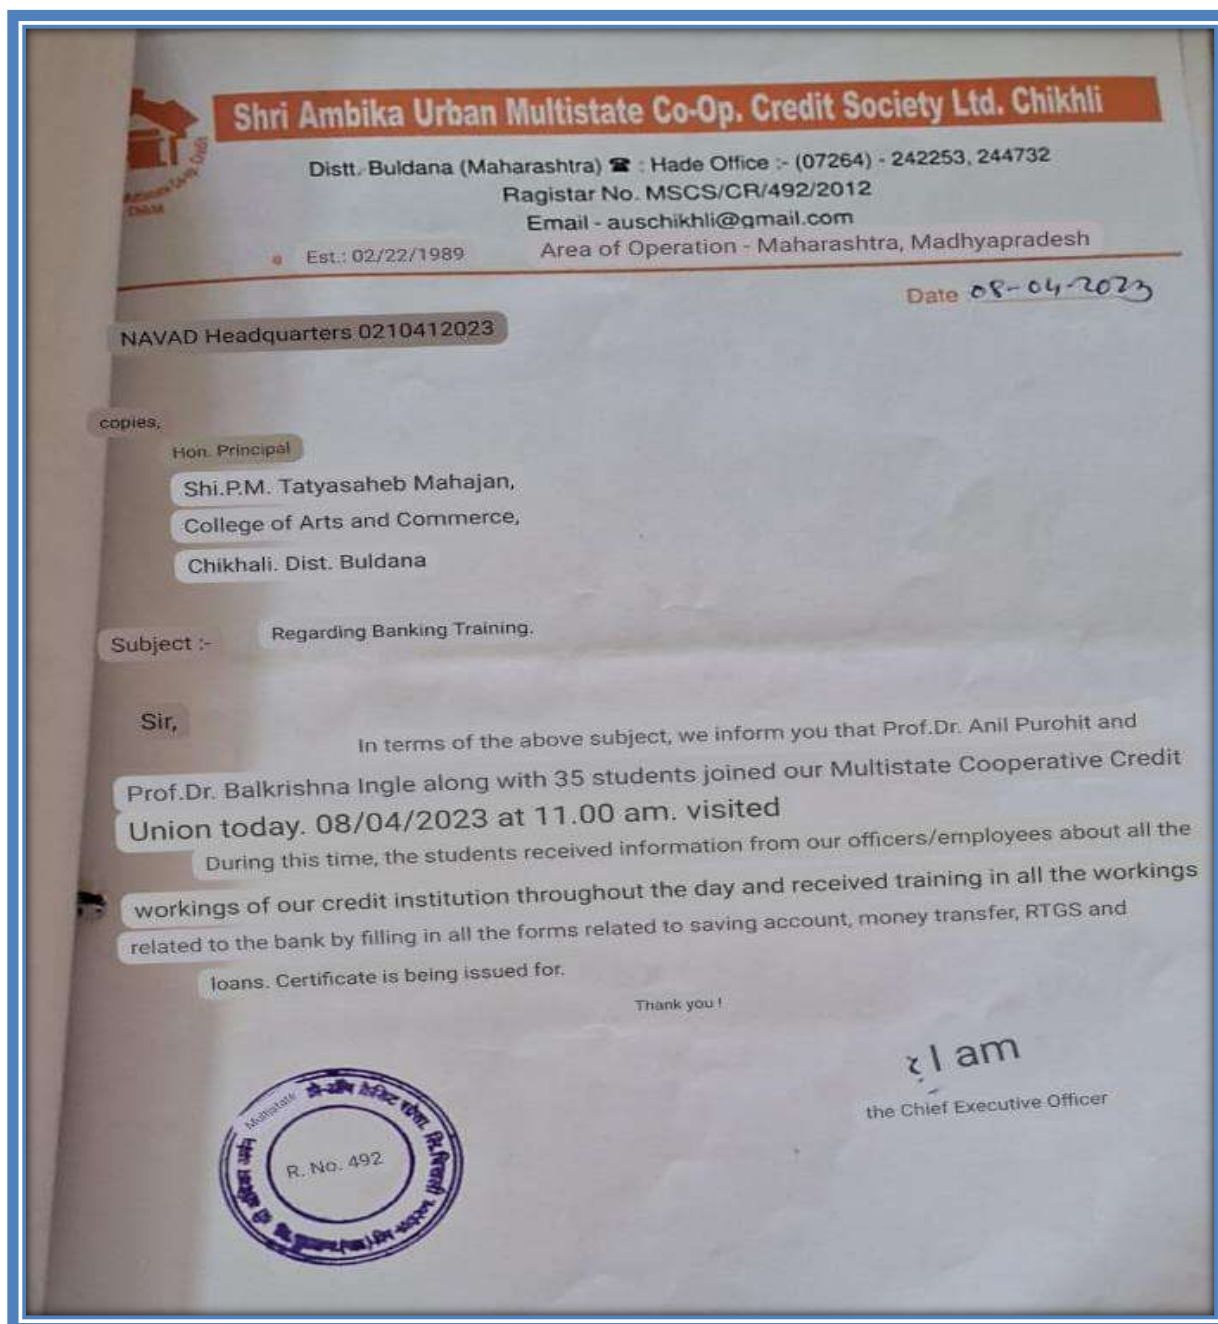 Shri Ambika Urban Multistate Co-Op. Credit Society Ltd. Chikhli
Distt. Buldana (Maharashtra) ☎ : Hade Office :- (07264) - 242253, 244732
Ragistar No. MSCS/CR/492/2012
Email - auschikhli@gmail.com
Est.: 02/22/1989 Area of Operation - Maharashtra, Madhyapradesh
Date 08-04-2023
NAVAD Headquarters 0210412023
copies,
Hon. Principal
Shi.P.M. Tatyasaheb Mahajan,
College of Arts and Commerce,
Chikhali. Dist. Buldana
Subject :- Regarding Banking Training.
Sir,
In terms of the above subject, we inform you that Prof.Dr. Anil Purohit and
Prof.Dr. Balkrishna Ingle along with 35 students joined our Multistate Cooperative Credit
Union today. 08/04/2023 at 11.00 am. visited
During this time, the students received information from our officers/employees about all the
workings of our credit institution throughout the day and received training in all the workings
related to the bank by filling in all the forms related to saving account, money transfer, RTGS and
loans. Certificate is being issued for.
Thank you !
I am
the Chief Executive Officer
Multistate
R. No. 492